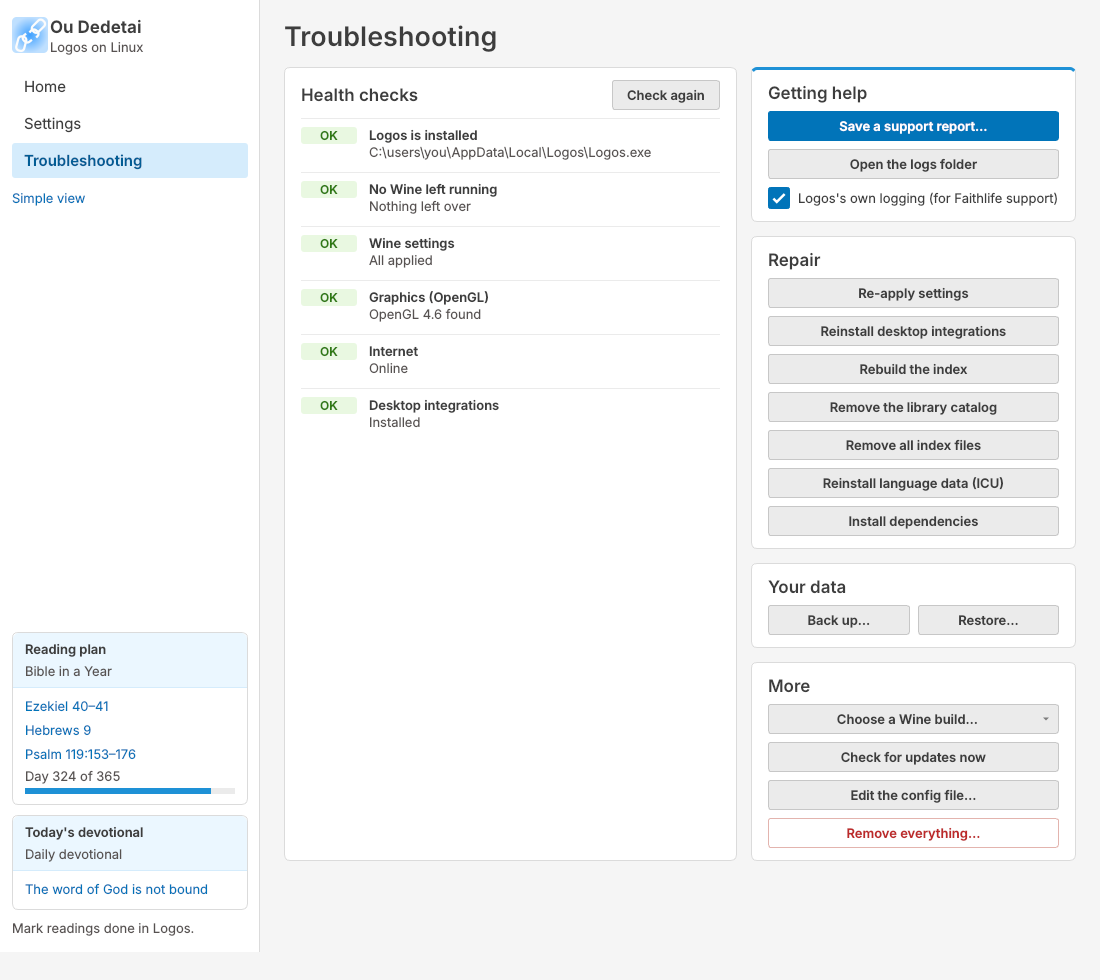 Ou Dedetai
Logos on Linux
Home
Settings
Troubleshooting
Simple view
Reading plan
Bible in a Year
Ezekiel 40–41
Hebrews 9
Psalm 119:153–176
Day 324 of 365
Today's devotional
Daily devotional
The word of God is not bound
Mark readings done in Logos.
Troubleshooting
Health checks
Check again
OK
Logos is installed
C:\users\you\AppData\Local\Logos\Logos.exe
OK
No Wine left running
Nothing left over
OK
Wine settings
All applied
OK
Graphics (OpenGL)
OpenGL 4.6 found
OK
Internet
Online
OK
Desktop integrations
Installed
Getting help
Save a support report...
Open the logs folder
Logos's own logging (for Faithlife support)
Repair
Re-apply settings
Reinstall desktop integrations
Rebuild the index
Remove the library catalog
Remove all index files
Reinstall language data (ICU)
Install dependencies
Your data
Back up...
Restore...
More
Choose a Wine build...
Check for updates now
Edit the config file...
Remove everything...